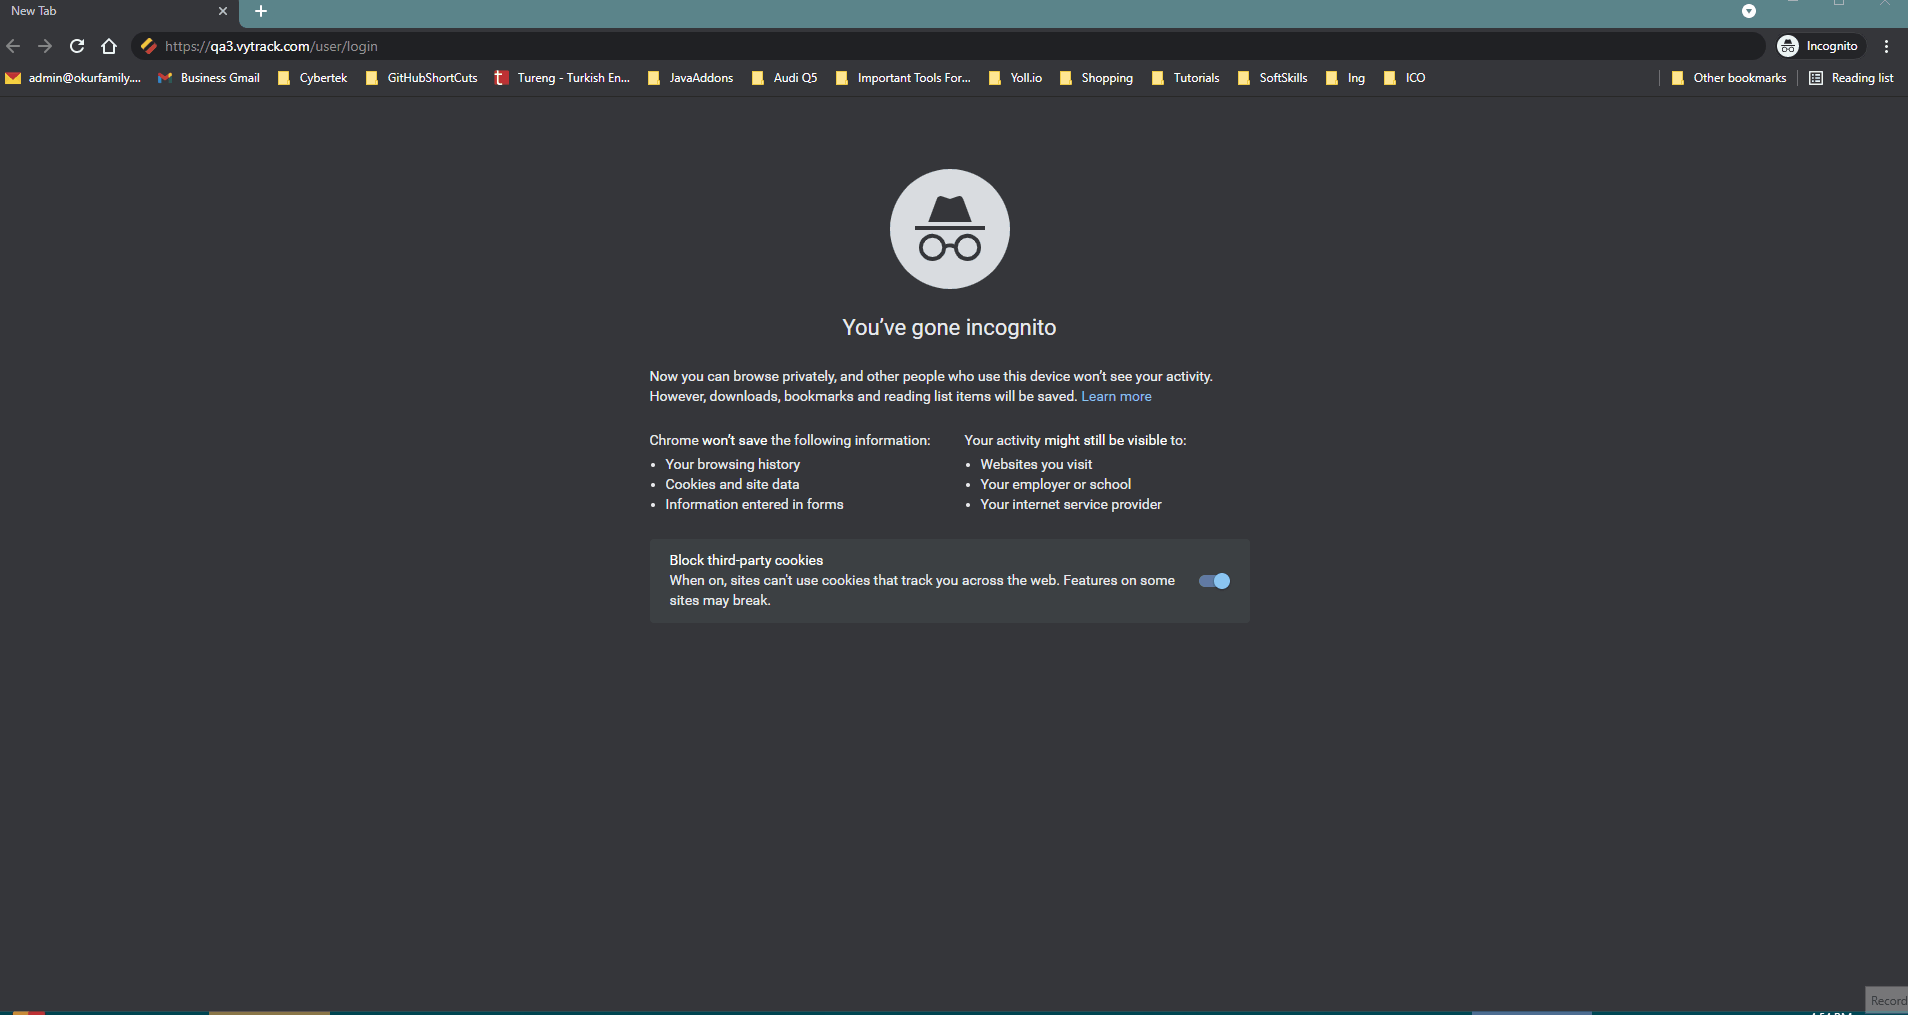 New Tab
https://qa3.vytrack.com/user/login
Incognito
admin@okurfamily....
Business Gmail
Cybertek
GitHubShortCuts
Tureng - Turkish En...
JavaAddons
Audi Q5
Important Tools For...
Yoll.io
Shopping
Tutorials
SoftSkills
Ing
ICO
Other bookmarks
Reading list
You've gone incognito
Now you can browse privately, and other people who use this device won't see your activity.
However, downloads, bookmarks and reading list items will be saved. Learn more
Chrome won't save the following information:
• Your browsing history
• Cookies and site data
• Information entered in forms
Your activity might still be visible to:
• Websites you visit
• Your employer or school
• Your internet service provider
Block third-party cookies
When on, sites can't use cookies that track you across the web. Features on some
sites may break.
Record